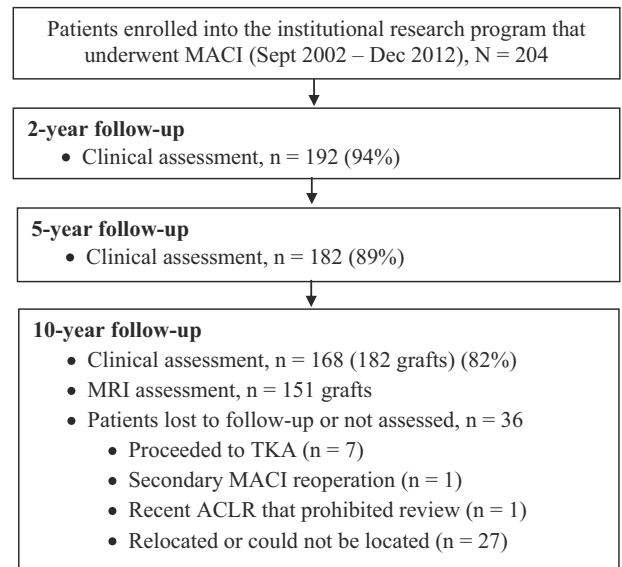 Patients enrolled into the institutional research program that
underwent MACI (Sept 2002 – Dec 2012), N = 204
2-year follow-up
• Clinical assessment, n = 192 (94%)
5-year follow-up
• Clinical assessment, n = 182 (89%)
10-year follow-up
• Clinical assessment, n = 168 (182 grafts) (82%)
• MRI assessment, n = 151 grafts
• Patients lost to follow-up or not assessed, n = 36
• Proceeded to TKA (n = 7)
• Secondary MACI reoperation (n = 1)
• Recent ACLR that prohibited review (n = 1)
• Relocated or could not be located (n = 27)